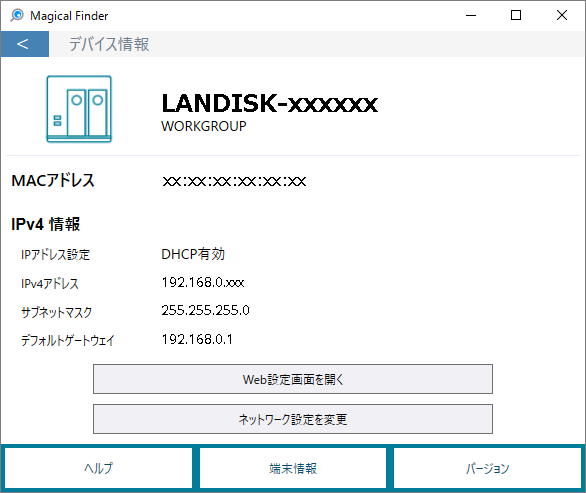 Magical Finder
<
デバイス情報
LANDISK-xxxxxx
WORKGROUP
MACアドレス xx:xx:xx:xx:xx:xx
IPv4 情報
IPアドレス設定 DHCP有効
IPv4アドレス 192.168.0.xxx
サブネットマスク 255.255.255.0
デフォルトゲートウェイ 192.168.0.1
Web設定画面を開く
ネットワーク設定を変更
ヘルプ 端末情報 バージョン